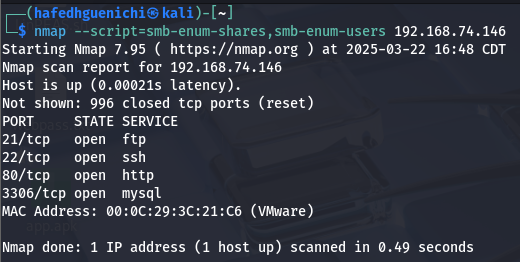 ┌──(hafedhguenichi㉿kali)-[~]
└─$ nmap --script=smb-enum-shares,smb-enum-users 192.168.74.146
Starting Nmap 7.95 ( https://nmap.org ) at 2025-03-22 16:48 CDT
Nmap scan report for 192.168.74.146
Host is up (0.00021s latency).
Not shown: 996 closed tcp ports (reset)
PORT     STATE SERVICE
21/tcp   open  ftp
22/tcp   open  ssh
80/tcp   open  http
3306/tcp open  mysql
MAC Address: 00:0C:29:3C:21:C6 (VMware)
Nmap done: 1 IP address (1 host up) scanned in 0.49 seconds